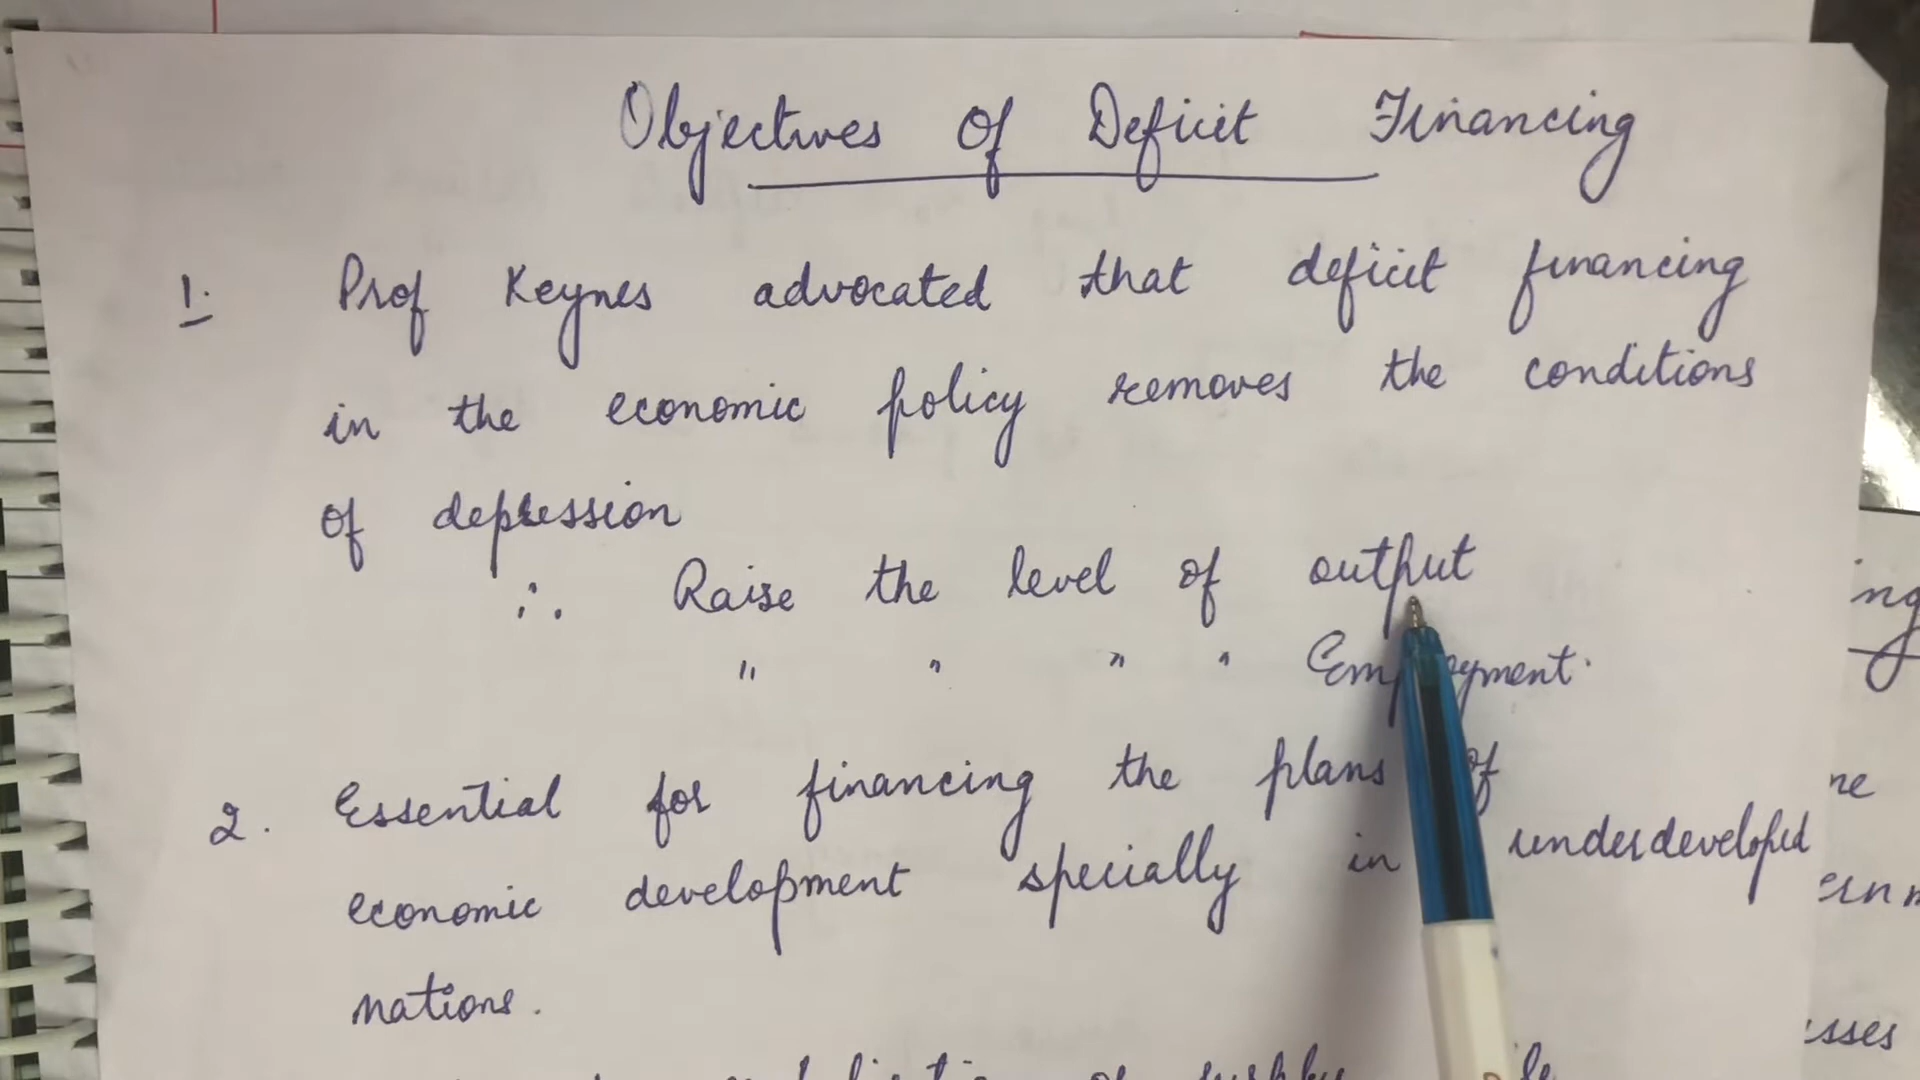 Objectives Of Deficit Financing
1. Prof Keynes advocated that deficit financing
in the economic policy removes the conditions
of depression
∴ Raise the level of output
" " " " Employment.
2. Essential for financing the plans of
economic development specially in underdeveloped
nations.